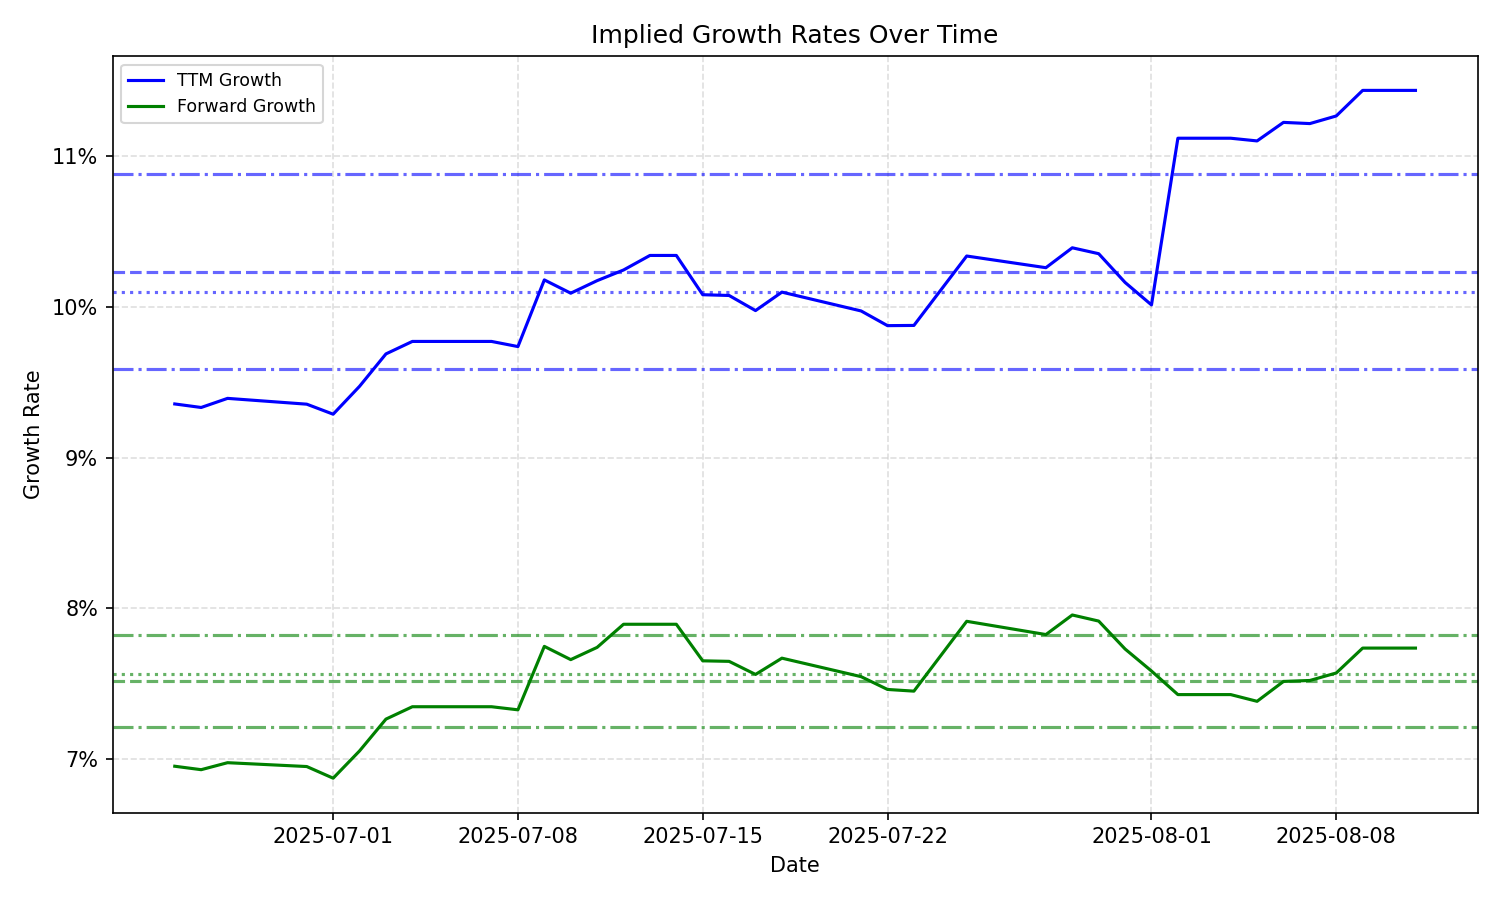 Implied Growth Rates Over Time
TTM Growth
Forward Growth
11%
10%
9%
8%
7%
Growth Rate
2025-07-01
2025-07-08
2025-07-15
2025-07-22
2025-08-01
2025-08-08
Date